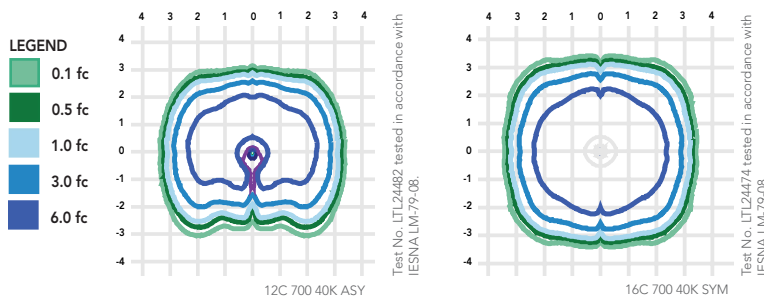 4 3 2 1 0 1 2 3 4
4
3
2
1
0
-1
-2
-3
-4
12C 700 40K ASY
LEGEND
0.1 fc
0.5 fc
1.0 fc
3.0 fc
6.0 fc
Test No. LTL24482 tested in accordance with
IESNA LM-79-08.
4 3 2 1 0 1 2 3 4
4
3
2
1
0
-1
-2
-3
-4
16C 700 40K SYM
Test No. LTL24474 tested in accordance with
IESNA LM-79-08